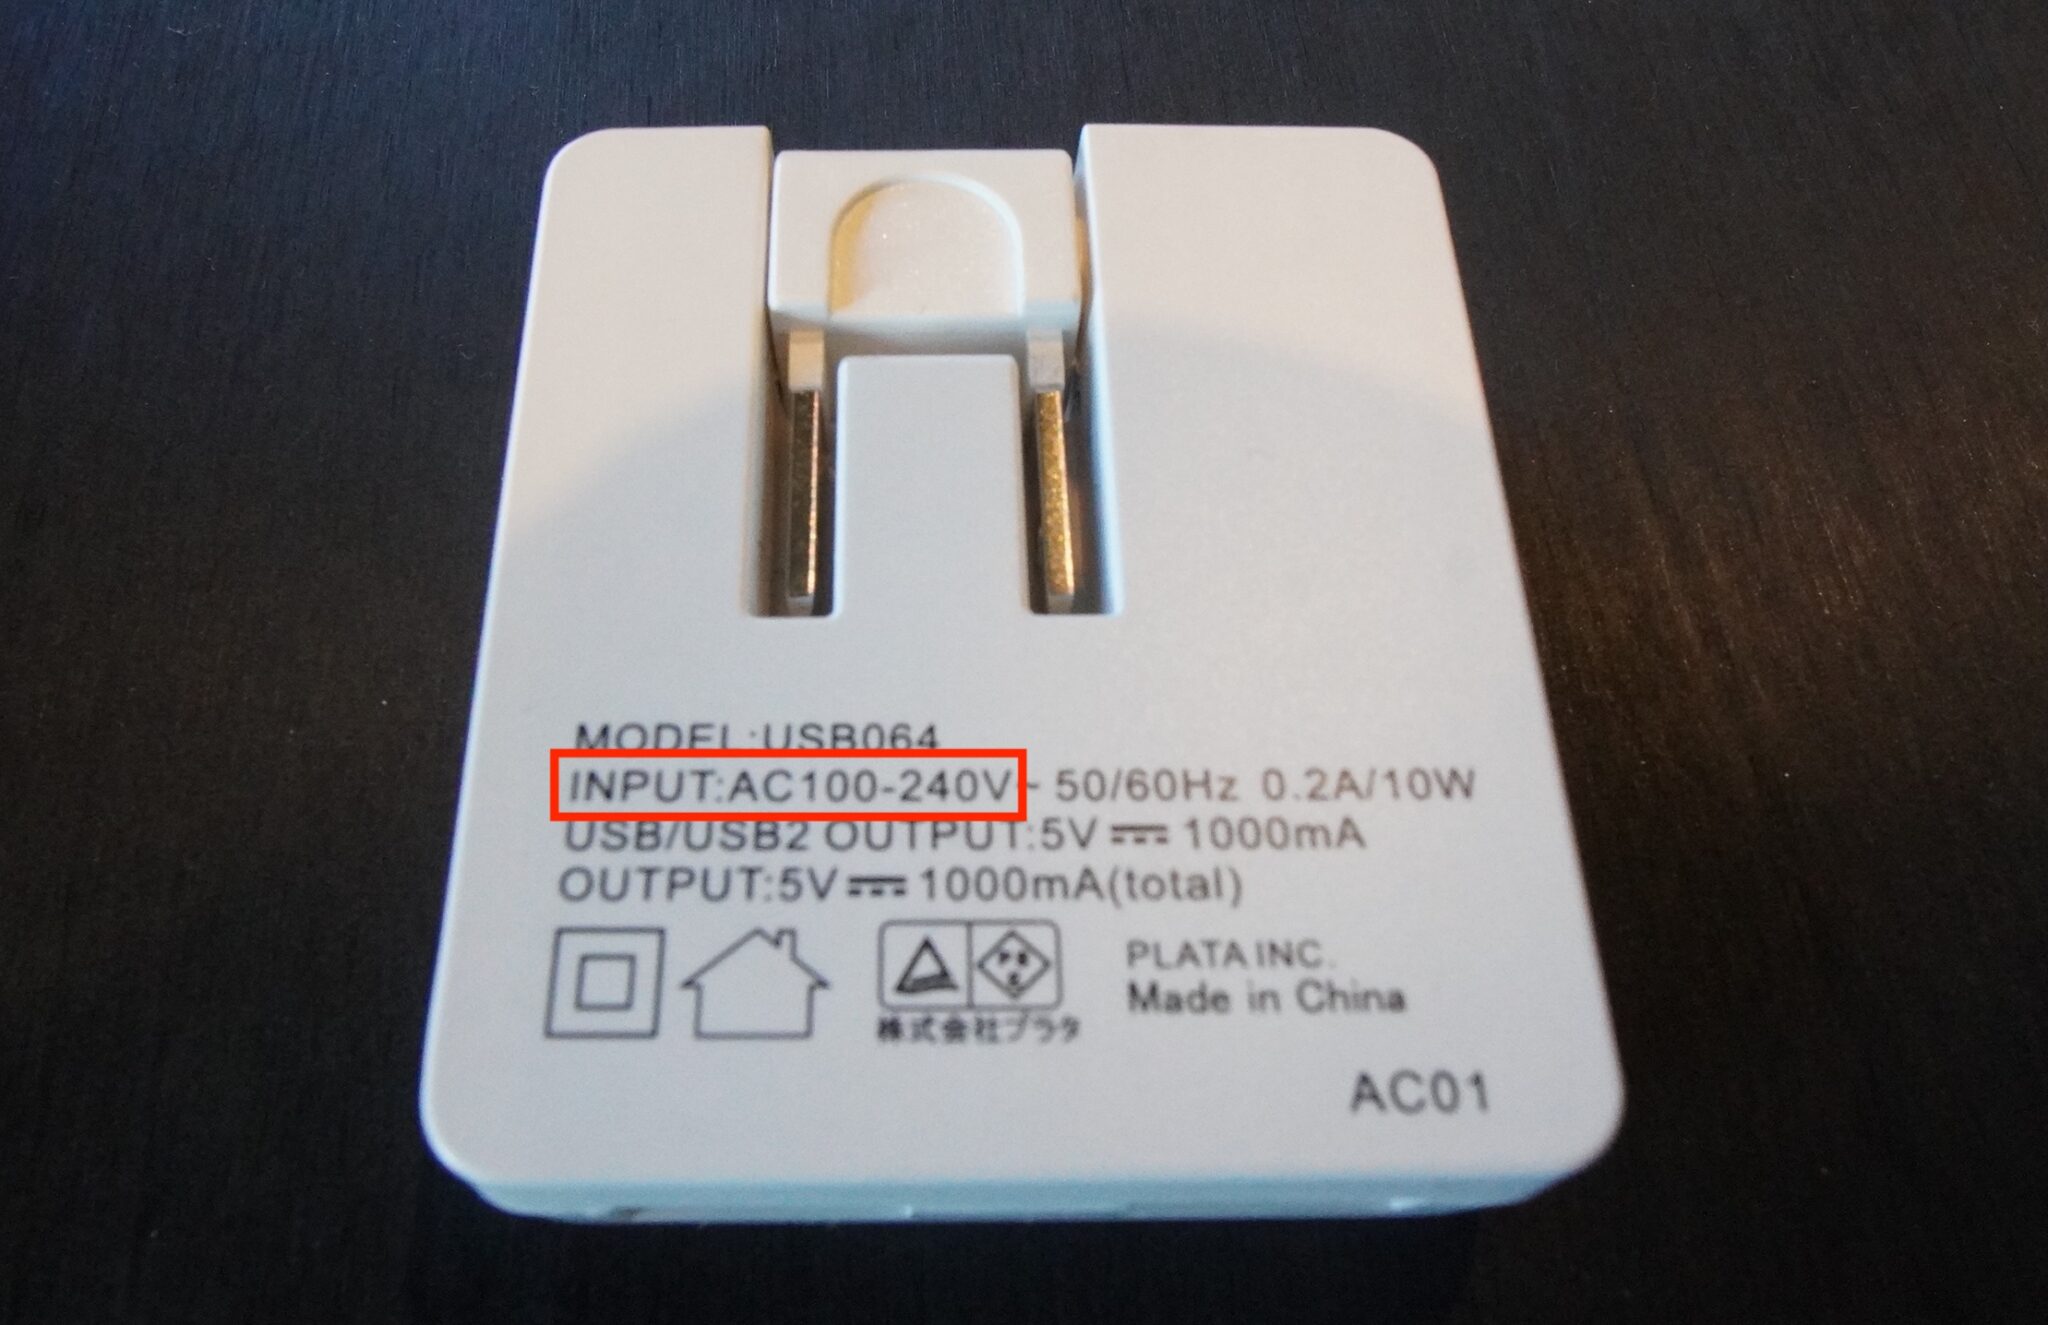 MODEL:USB064
INPUT:AC100-240V~ 50/60Hz 0.2A/10W
USB/USB2 OUTPUT:5V⎓1000mA
OUTPUT:5V⎓1000mA(total)
PS
E
株式会社プラタ
PLATA INC.
Made in China
AC01